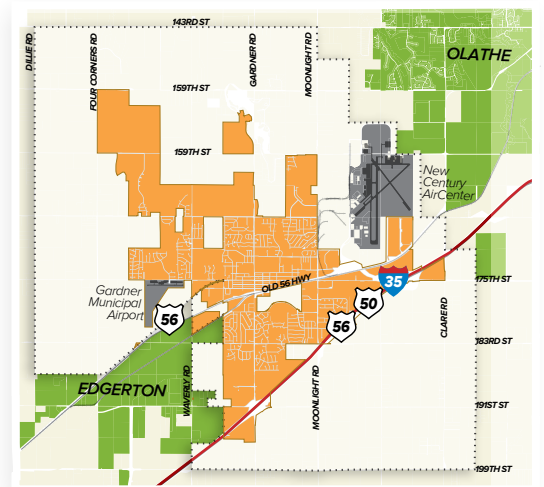 143RD ST
DILLIE RD
FOUR CORNERS RD
GARDNER RD
MOONLIGHT RD
OLATHE
159TH ST
159TH ST
New
Century
AirCenter
OLD 56 HWY
35
175TH ST
Gardner
Municipal
Airport
56
50
56
CLARE RD
183RD ST
EDGERTON
WAVERLY RD
MOONLIGHT RD
191ST ST
199TH ST